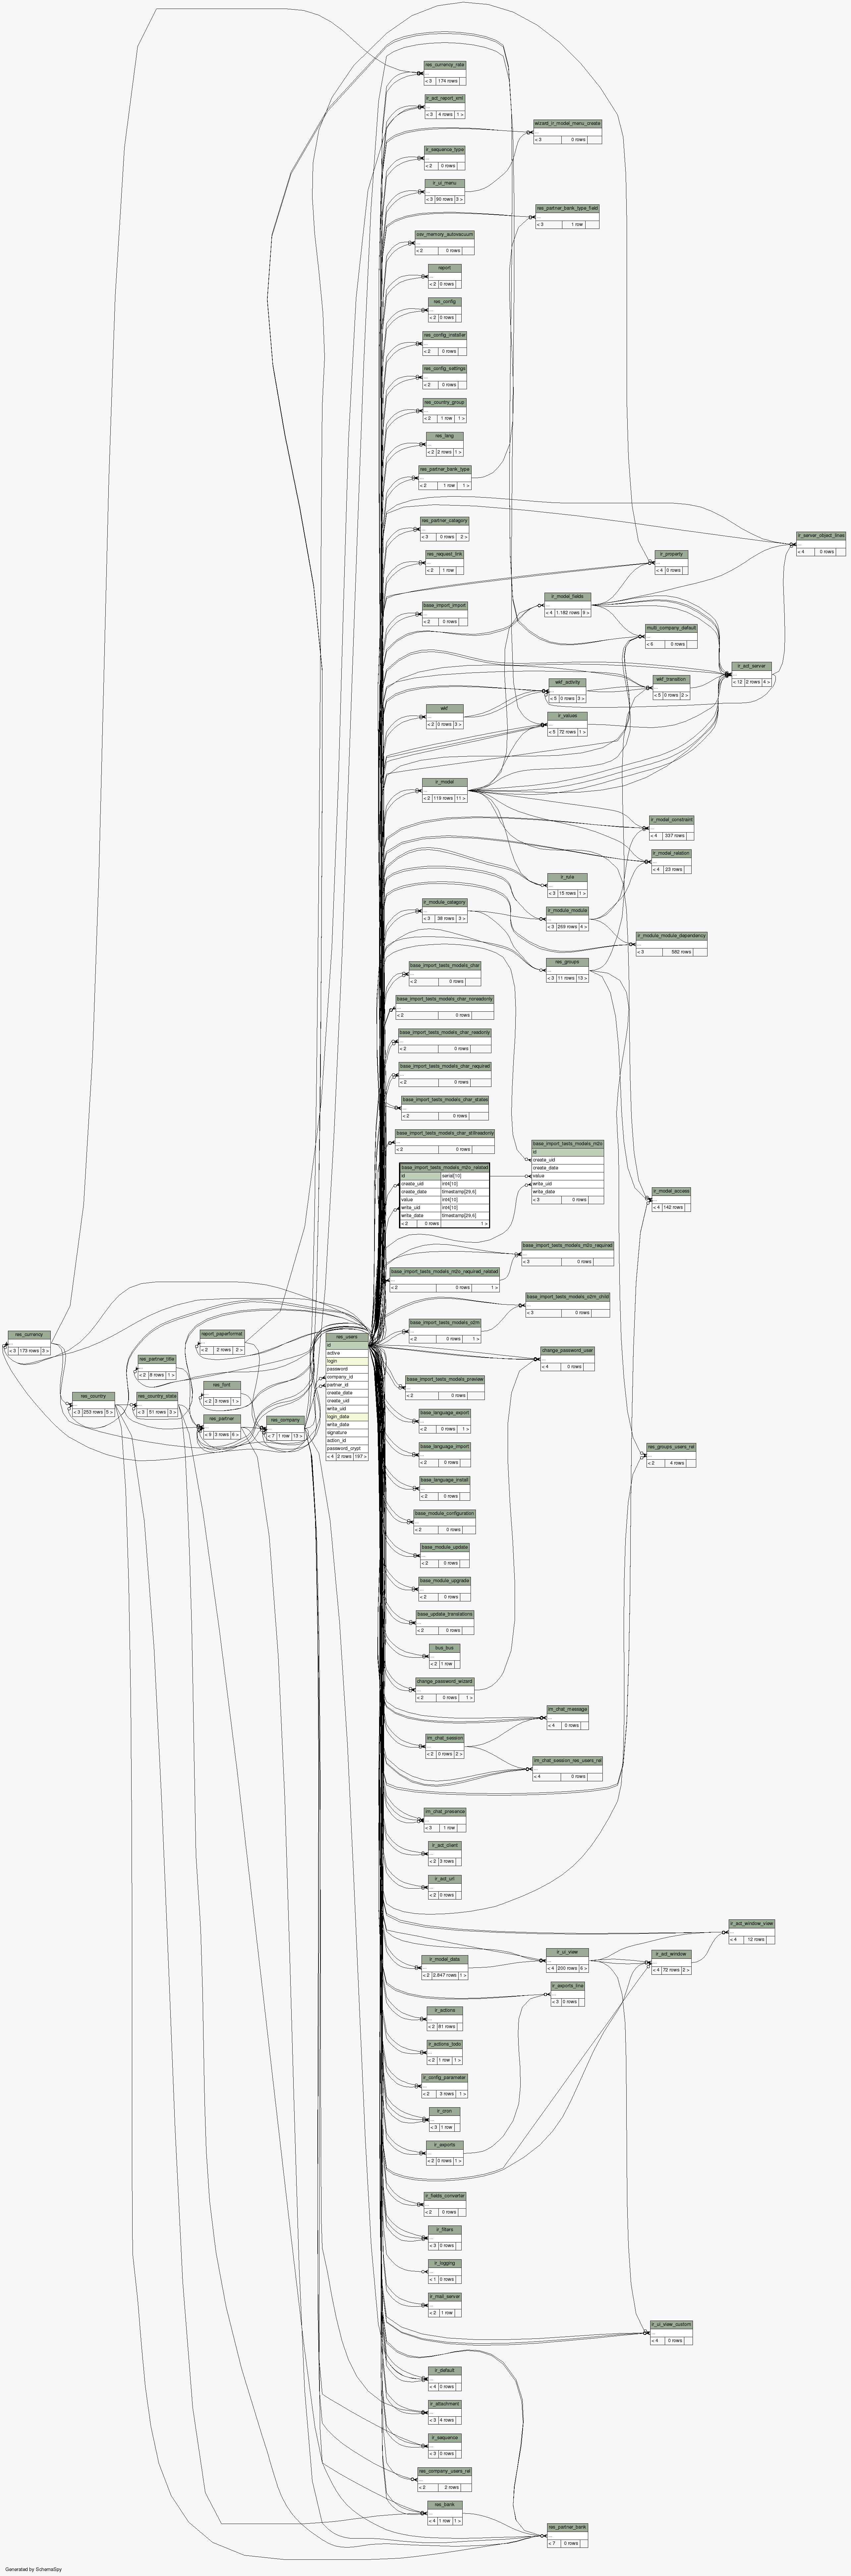 res_currency_rate
...
< 3 174 rows
ir_act_report_xml
...
< 3 4 rows 1 >
wizard_ir_model_menu_create
...
< 3 0 rows
ir_sequence_type
...
< 2 0 rows
ir_ui_menu
...
< 3 90 rows 3 >
res_partner_bank_type_field
...
< 3 1 row
osv_memory_autovacuum
...
< 2 0 rows
report
...
< 2 0 rows
res_config
...
< 2 0 rows
res_config_installer
...
< 2 0 rows
res_config_settings
...
< 2 0 rows
res_country_group
...
< 2 1 row 1 >
res_lang
...
< 2 2 rows 1 >
res_partner_bank_type
...
< 2 1 row 1 >
res_partner_category
...
< 3 0 rows 2 >
ir_server_object_lines
...
< 4 0 rows
res_request_link
...
< 2 1 row
ir_property
...
< 4 0 rows
base_import_import
...
< 2 0 rows
ir_model_fields
...
< 4 1.182 rows 9 >
multi_company_default
...
< 6 0 rows
ir_act_server
...
< 12 2 rows 4 >
wkf_activity
...
< 5 0 rows 3 >
wkf_transition
...
< 5 0 rows 2 >
wkf
...
< 2 0 rows 3 >
ir_values
...
< 5 72 rows 1 >
ir_model
...
< 2 119 rows 11 >
ir_model_constraint
...
< 4 337 rows
ir_model_relation
...
< 4 23 rows
ir_rule
...
< 3 15 rows 1 >
ir_module_category
...
< 3 38 rows 3 >
ir_module_module
...
< 3 269 rows 4 >
ir_module_module_dependency
...
< 3 582 rows
res_groups
...
< 3 11 rows 13 >
base_import_tests_models_char
...
< 2 0 rows
base_import_tests_models_char_noreadonly
...
< 2 0 rows
base_import_tests_models_char_readonly
...
< 2 0 rows
base_import_tests_models_char_required
...
< 2 0 rows
base_import_tests_models_char_states
...
< 2 0 rows
base_import_tests_models_char_stillreadonly
...
< 2 0 rows
base_import_tests_models_m2o
id
create_uid
create_date
value
write_uid
write_date
< 3 0 rows
base_import_tests_models_m2o_related
id serial[10]
create_uid int4[10]
create_date timestamp[29,6]
value int4[10]
write_uid int4[10]
write_date timestamp[29,6]
< 2 0 rows 1 >
ir_model_access
...
< 4 142 rows
base_import_tests_models_m2o_required
...
< 3 0 rows
base_import_tests_models_m2o_required_related
...
< 2 0 rows 1 >
base_import_tests_models_o2m_child
...
< 3 0 rows
base_import_tests_models_o2m
...
< 2 0 rows 1 >
res_currency
...
< 3 173 rows 3 >
report_paperformat
...
< 2 2 rows 2 >
res_users
id
active
login
password
company_id
partner_id
create_date
create_uid
write_uid
login_date
write_date
signature
action_id
password_crypt
< 4 2 rows 197 >
change_password_user
...
< 4 0 rows
res_partner_title
...
< 2 8 rows 1 >
base_import_tests_models_preview
...
< 2 0 rows
res_font
...
< 2 3 rows 1 >
res_country
...
< 3 253 rows 5 >
res_country_state
...
< 3 51 rows 3 >
res_partner
...
< 9 3 rows 6 >
res_company
...
< 7 1 row 13 >
base_language_export
...
< 2 0 rows 1 >
base_language_import
...
< 2 0 rows
res_groups_users_rel
...
< 2 4 rows
base_language_install
...
< 2 0 rows
base_module_configuration
...
< 2 0 rows
base_module_update
...
< 2 0 rows
base_module_upgrade
...
< 2 0 rows
base_update_translations
...
< 2 0 rows
bus_bus
...
< 2 1 row
change_password_wizard
...
< 2 0 rows 1 >
im_chat_message
...
< 4 0 rows
im_chat_session
...
< 2 0 rows 2 >
im_chat_session_res_users_rel
...
< 4 0 rows
im_chat_presence
...
< 3 1 row
ir_act_client
...
< 2 3 rows
ir_act_url
...
< 2 0 rows
ir_act_window_view
...
< 4 12 rows
ir_model_data
...
< 2 2.847 rows 1 >
ir_ui_view
...
< 4 200 rows 6 >
ir_act_window
...
< 4 72 rows 2 >
ir_exports_line
...
< 3 0 rows
ir_actions
...
< 2 81 rows
ir_actions_todo
...
< 2 1 row 1 >
ir_config_parameter
...
< 2 3 rows 1 >
ir_cron
...
< 3 1 row
ir_exports
...
< 2 0 rows 1 >
ir_fields_converter
...
< 2 0 rows
ir_filters
...
< 3 0 rows
ir_logging
...
< 1 0 rows
ir_mail_server
...
< 2 1 row
ir_ui_view_custom
...
< 4 0 rows
ir_default
...
< 4 0 rows
ir_attachment
...
< 3 4 rows
ir_sequence
...
< 3 0 rows
res_company_users_rel
...
< 2 2 rows
res_bank
...
< 4 1 row 1 >
res_partner_bank
...
< 7 0 rows
Generated by SchemaSpy